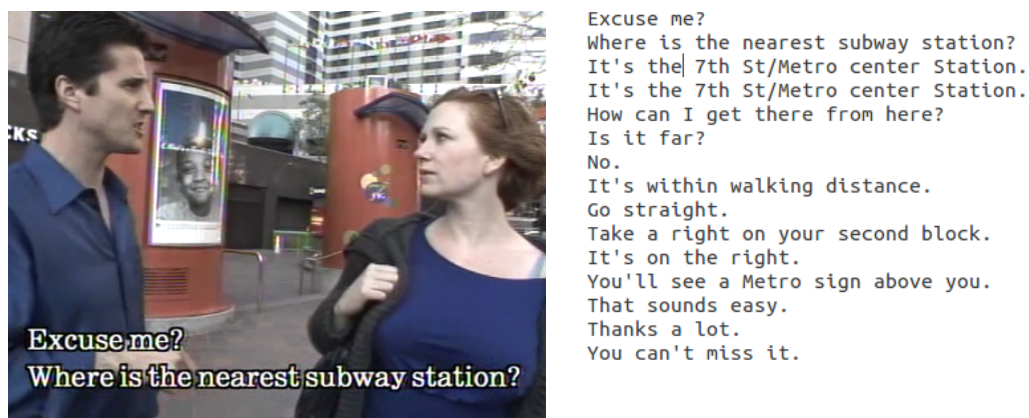 CKS
Excuse me?
Where is the nearest subway station?
Excuse me?
Where is the nearest subway station?
It's the 7th St/Metro center Station.
It's the 7th St/Metro center Station.
How can I get there from here?
Is it far?
No.
It's within walking distance.
Go straight.
Take a right on your second block.
It's on the right.
You'll see a Metro sign above you.
That sounds easy.
Thanks a lot.
You can't miss it.